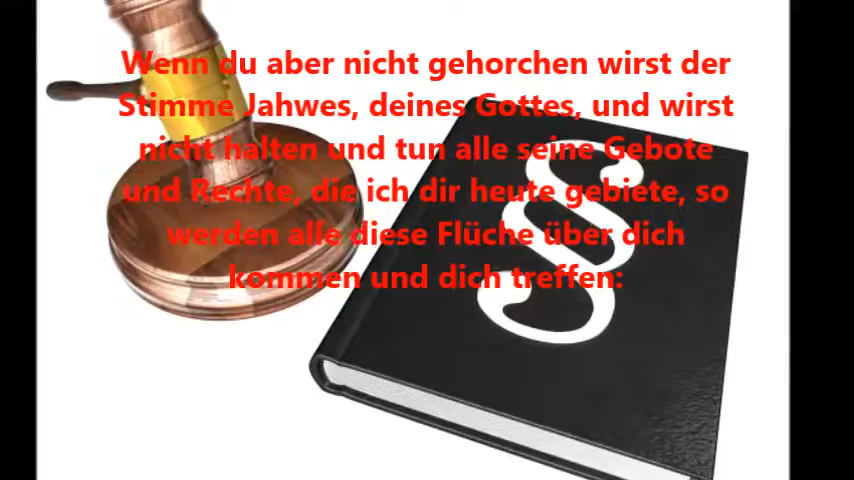 Wenn du aber nicht gehorchen wirst der
Stimme Jahwes, deines Gottes, und wirst
nicht halten und tun alle seine Gebote
und Rechte, die ich dir heute gebiete, so
werden alle diese Flüche über dich
kommen und dich treffen:
§